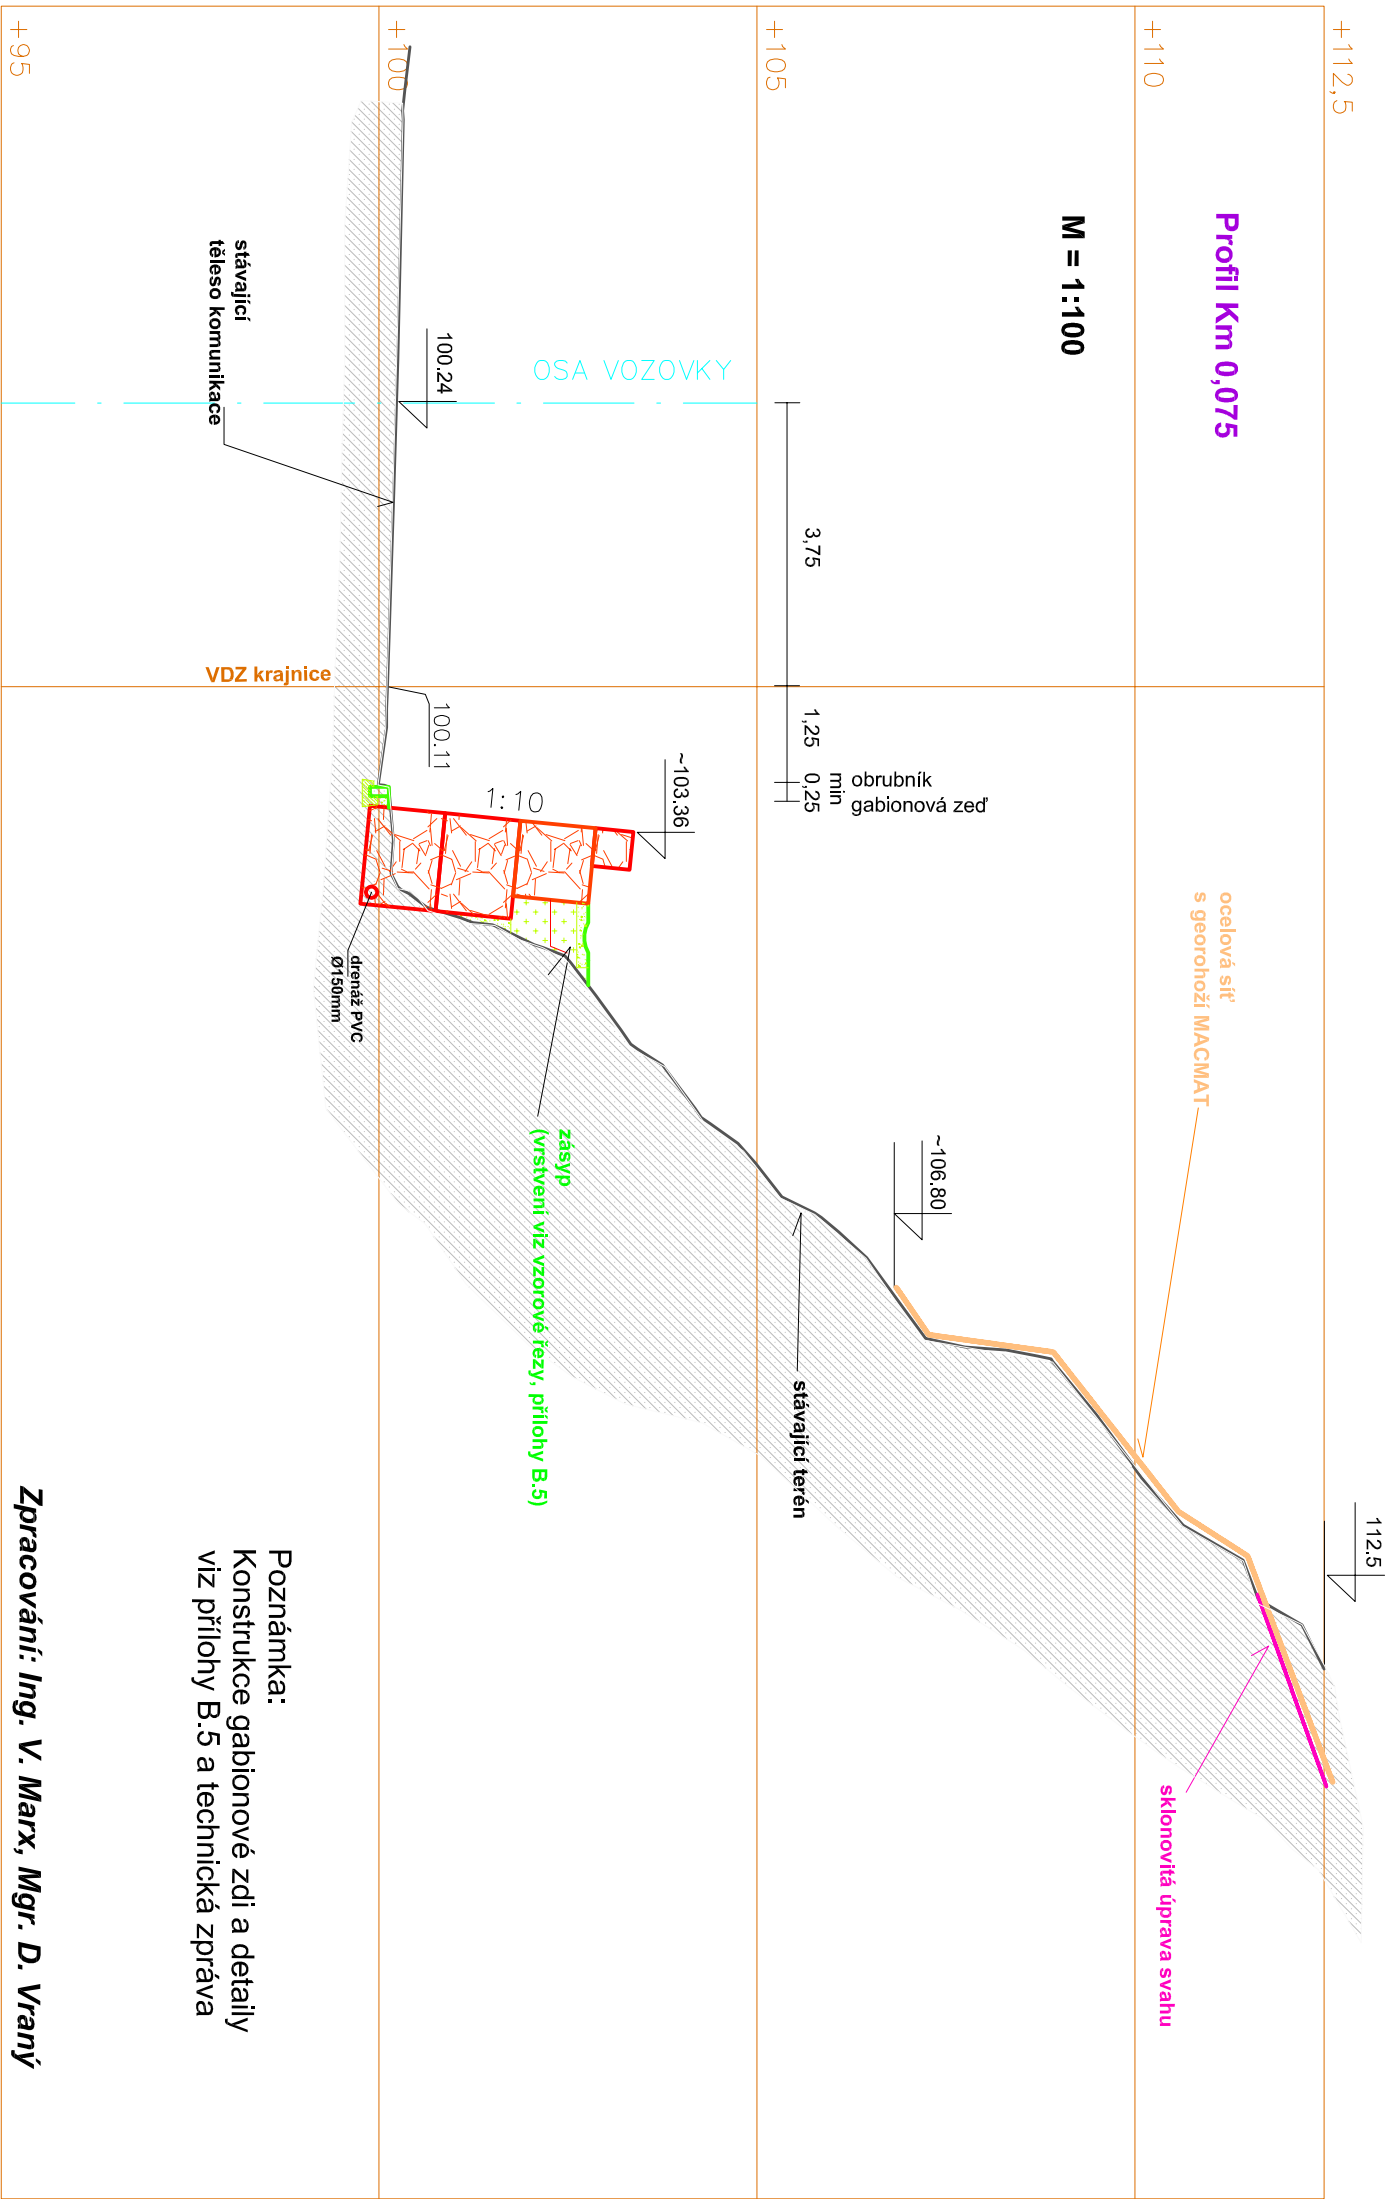 +112,5
Profil Km 0,075
+110
M = 1:100
+105
+100
+95
OSA VOZOVKY
100.24
stávající
těleso komunikace
3,75
1,25
0,25
min
obrubník
gabionová zeď
VDZ krajnice
100.11
1:10
~103.36
drenáž PVC
Ø150mm
ocelová síť
s georohoží MACMAT
~106.80
zásyp
(vrstvení viz vzorové řezy, přílohy B.5)
stávající terén
112.5
sklonovitá úprava svahu
Poznámka:
Konstrukce gabionové zdi a detaily
viz přílohy B.5 a technická zpráva
Zpracování: Ing. V. Marx, Mgr. D. Vraný